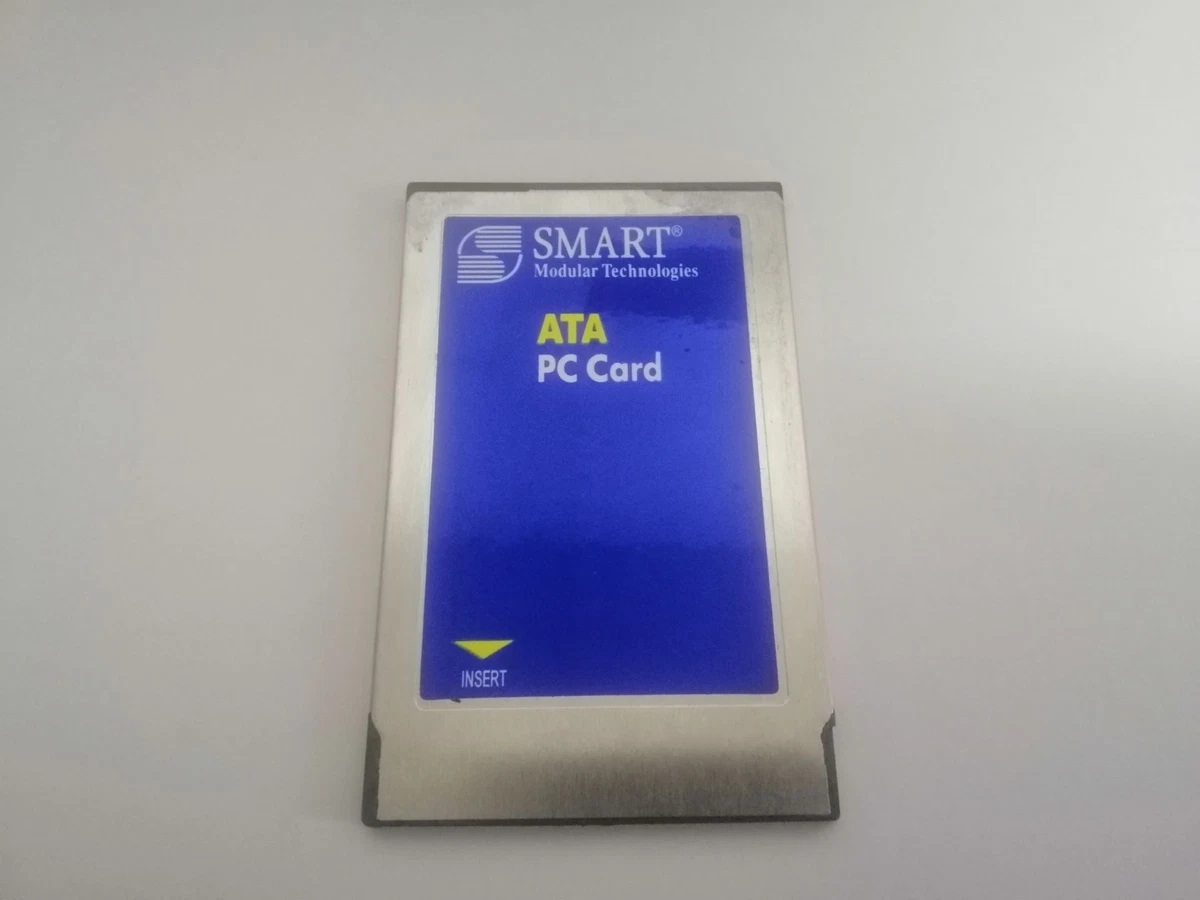 SMART®
Modular Technologies
ATA
PC Card
INSERT